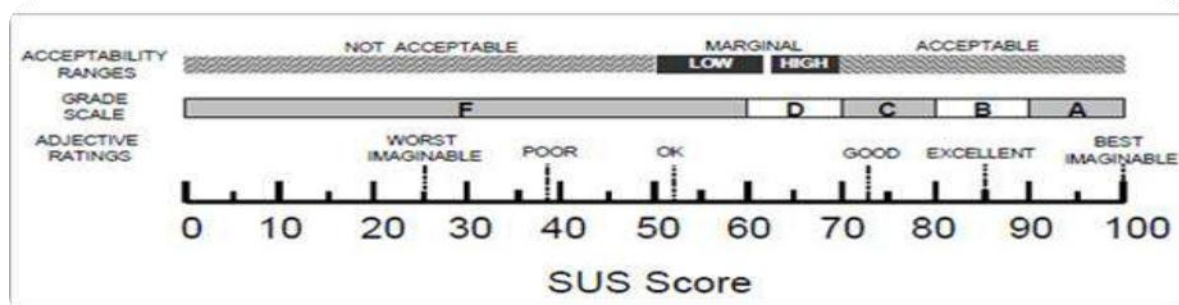 NOT ACCEPTABLE MARGINAL ACCEPTABLE
ACCEPTABILITY RANGES LOW HIGH
GRADE SCALE F D C B A
ADJECTIVE RATINGS WORST IMAGINABLE POOR OK GOOD EXCELLENT BEST IMAGINABLE
0 10 20 30 40 50 60 70 80 90 100
SUS Score